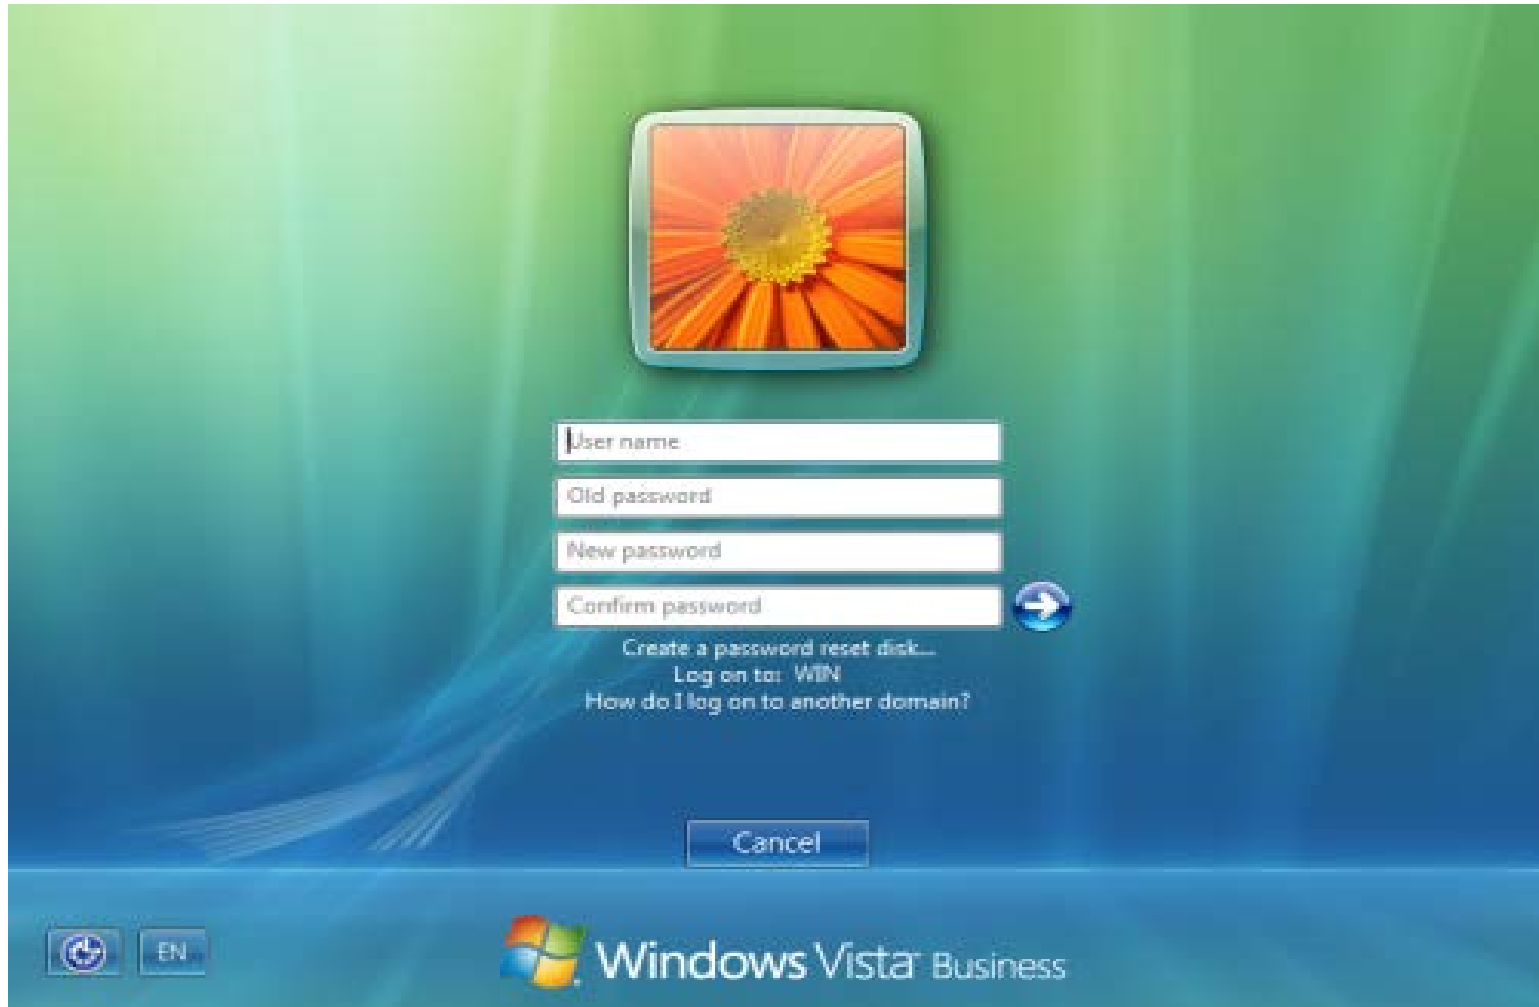 User name
Old password
New password
Confirm password
Create a password reset disk...
Log on to: WIN
How do I log on to another domain?
Cancel
EN
Windows Vista™ Business